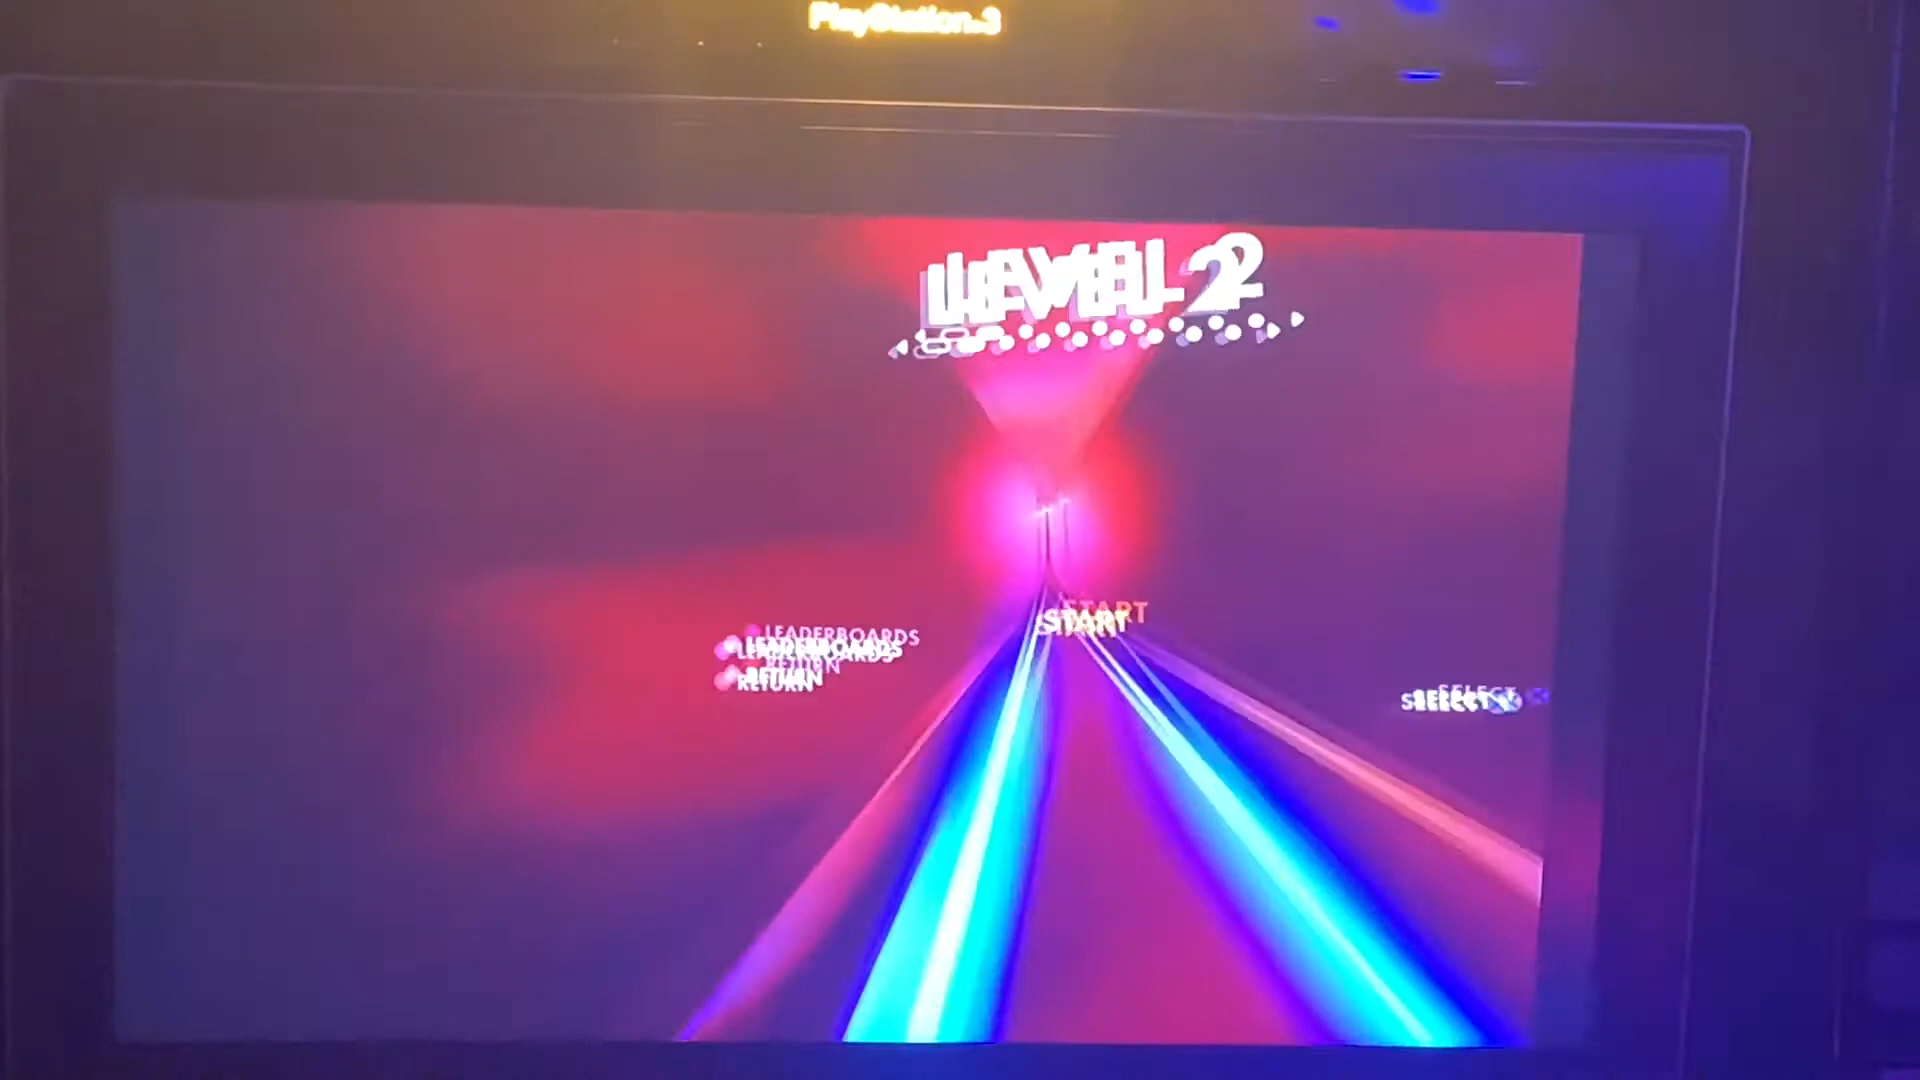 PlayStation.3
LEVEL 2
START
LEADERBOARDS
RETURN
SELECT